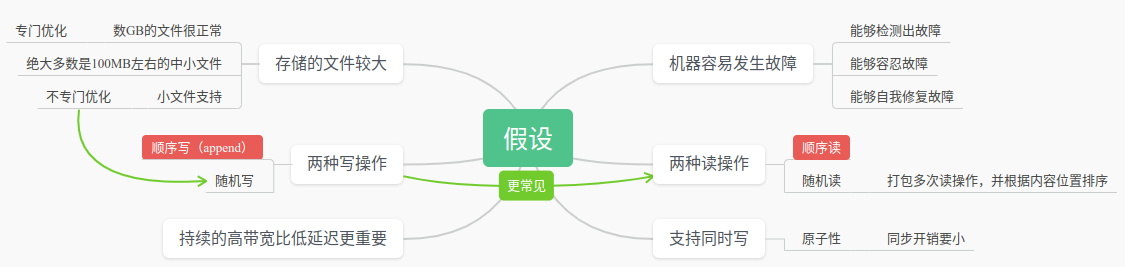 假设
更常见
存储的文件较大
数GB的文件很正常
专门优化
绝大多数是100MB左右的中小文件
小文件支持
不专门优化
两种写操作
顺序写（append）
随机写
持续的高带宽比低延迟更重要
机器容易发生故障
能够检测出故障
能够容忍故障
能够自我修复故障
两种读操作
顺序读
随机读
打包多次读操作，并根据内容位置排序
支持同时写
原子性
同步开销要小